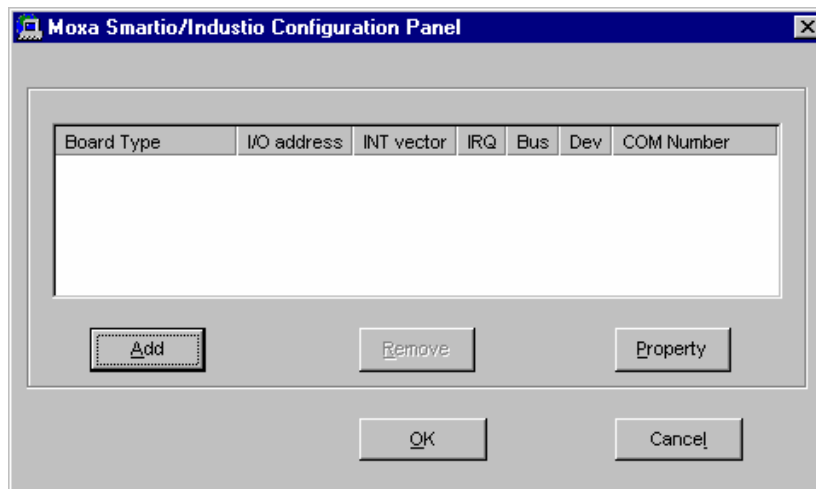 Moxa Smartio/Industio Configuration Panel
Board Type I/O address INT vector IRQ Bus Dev COM Number
Add Remove Property
OK Cancel